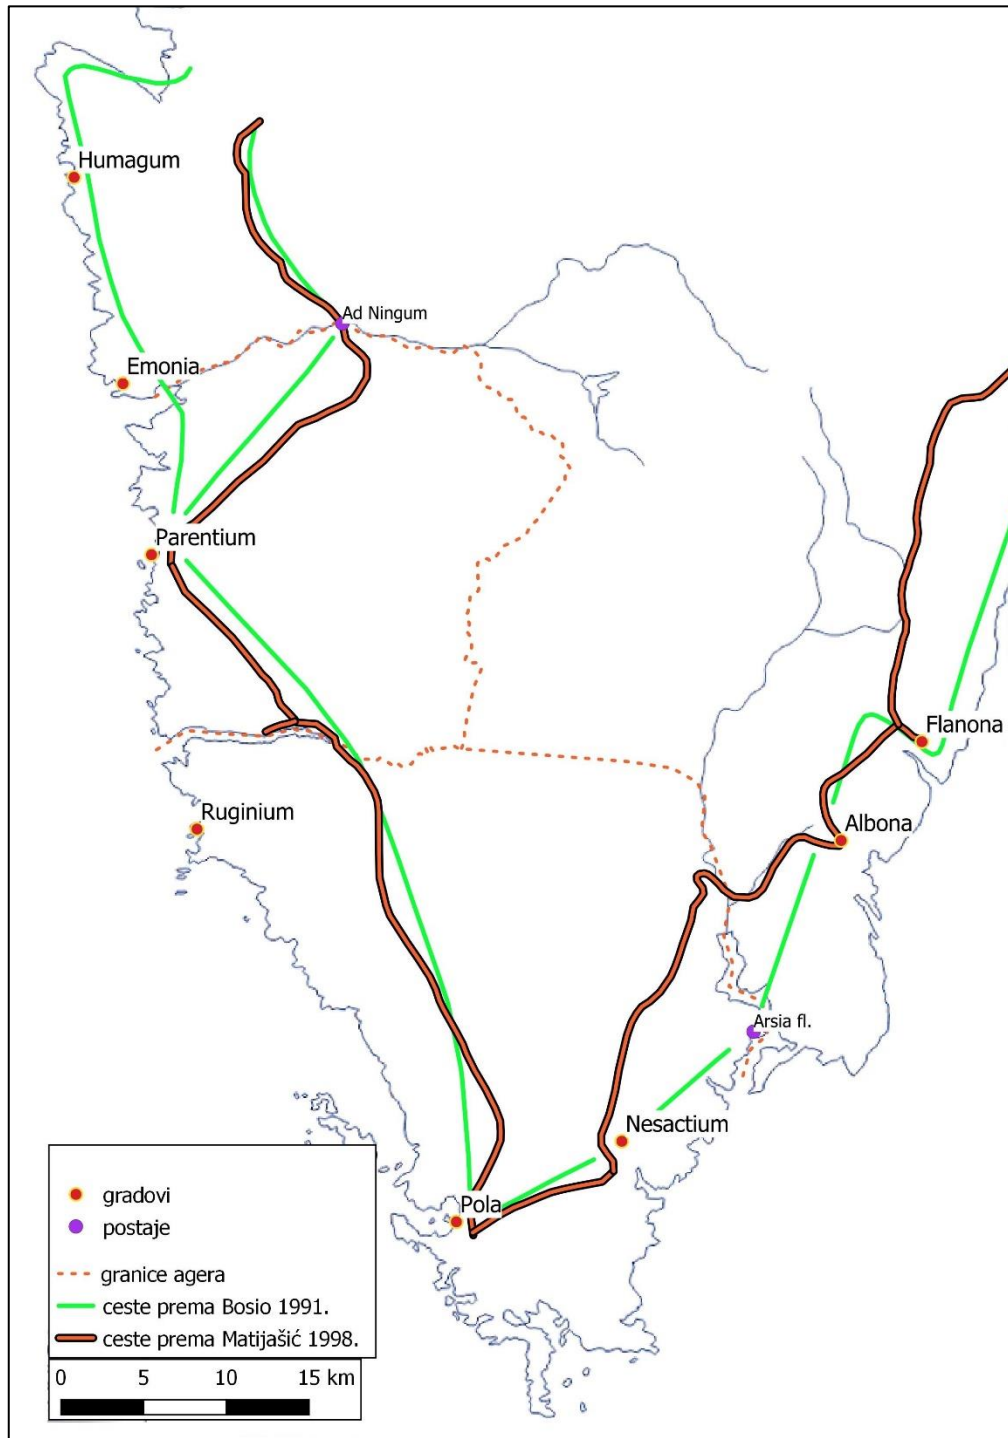 Humagum
Ad Ningum
Emonia
Parentium
Flanona
Ruginium
Albona
Arsia fl.
Nesactium
Pola
gradovi
postaje
granice agera
ceste prema Bosio 1991.
ceste prema Matijašić 1998.
0 5 10 15 km